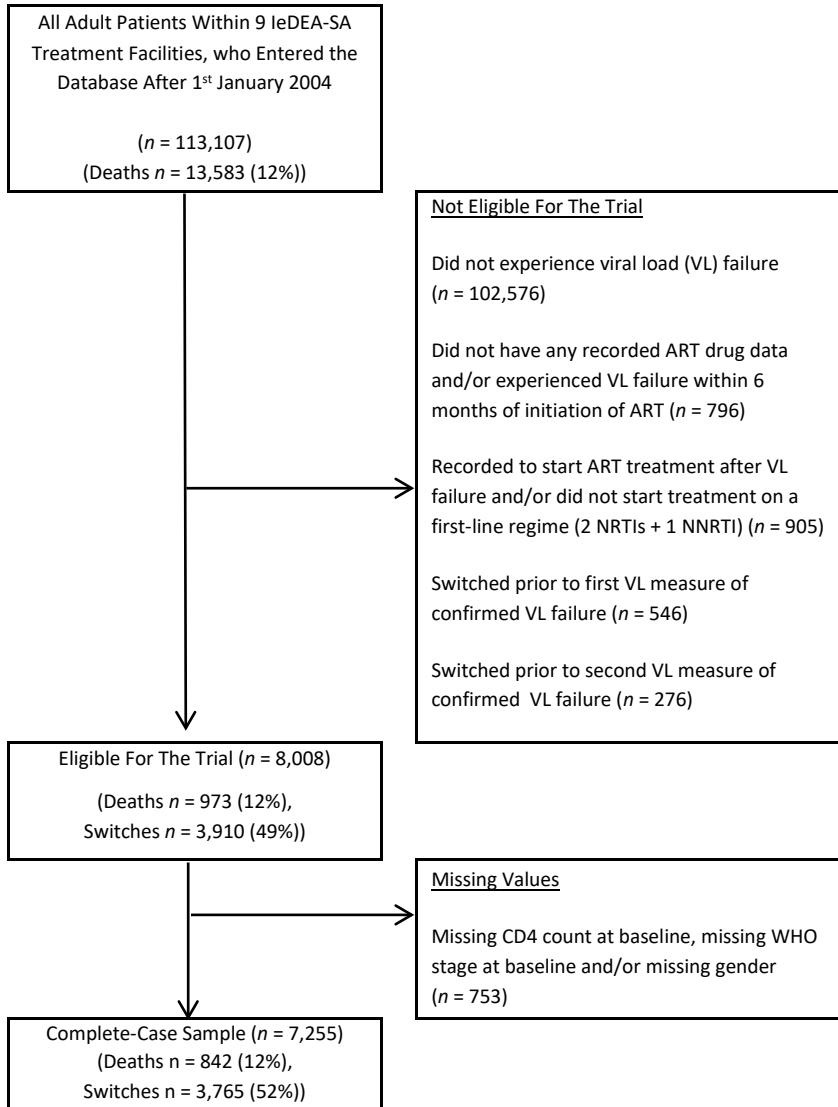 All Adult Patients Within 9 IeDEA-SA
Treatment Facilities, who Entered the
Database After 1st January 2004
(n = 113,107)
(Deaths n = 13,583 (12%))
Not Eligible For The Trial
Did not experience viral load (VL) failure
(n = 102,576)
Did not have any recorded ART drug data
and/or experienced VL failure within 6
months of initiation of ART (n = 796)
Recorded to start ART treatment after VL
failure and/or did not start treatment on a
first-line regime (2 NRTIs + 1 NNRTI) (n = 905)
Switched prior to first VL measure of
confirmed VL failure (n = 546)
Switched prior to second VL measure of
confirmed VL failure (n = 276)
Eligible For The Trial (n = 8,008)
(Deaths n = 973 (12%),
Switches n = 3,910 (49%))
Missing Values
Missing CD4 count at baseline, missing WHO
stage at baseline and/or missing gender
(n = 753)
Complete-Case Sample (n = 7,255)
(Deaths n = 842 (12%),
Switches n = 3,765 (52%))